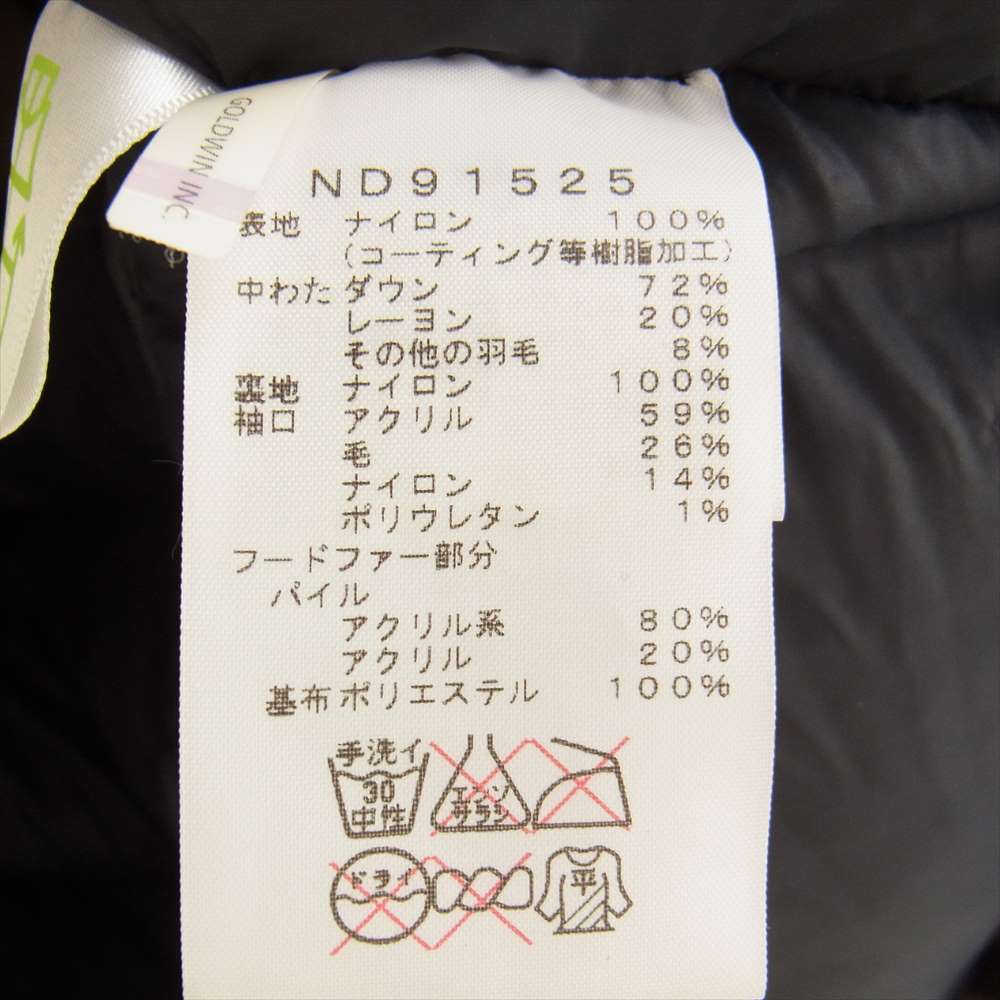 GOLDWIN INC
ND91525
表地 ナイロン 100%
(コーティング等樹脂加工)
中わた ダウン 72%
レーヨン 20%
その他の羽毛 8%
裏地 ナイロン 100%
袖口 アクリル 59%
毛 26%
ナイロン 14%
ポリウレタン 1%
フードファー部分
パイル
アクリル系 80%
アクリル 20%
基布 ポリエステル 100%
手洗イ
30
中性
エンソ
サラシ
ドライ
平